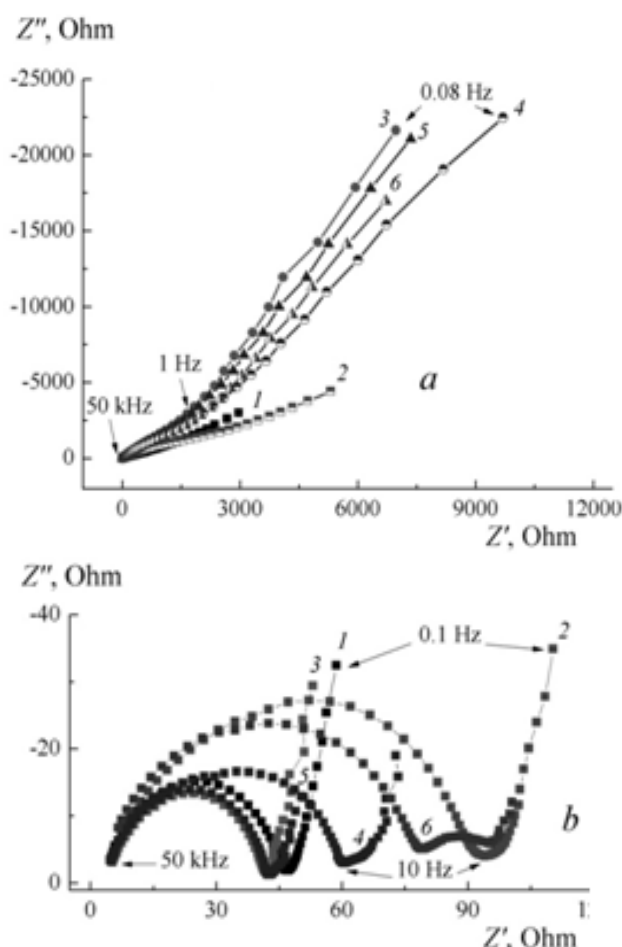 Z″, Ohm
-25000
-20000
-15000
-10000
-5000
0
3
0.08 Hz
4
5
6
1 Hz
50 kHz
1
2
a
0 3000 6000 9000 12000
Z′, Ohm
Z″, Ohm
-40
-20
0
3
1
0.1 Hz
2
5
50 kHz
4
6
10 Hz
b
0 30 60 90 1
Z′, Ohm